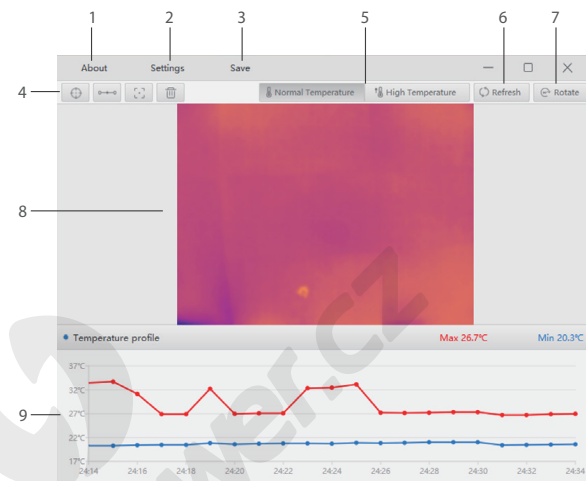 1 2 3 5 6 7
About Settings Save
4
Normal Temperature High Temperature Refresh Rotate
8
Temperature profile Max 26.7℃ Min 20.3℃
37℃
32℃
27℃
9
22℃
17℃
24:14 24:16 24:18 24:20 24:22 24:24 24:26 24:28 24:30 24:32 24:34
wer.cz